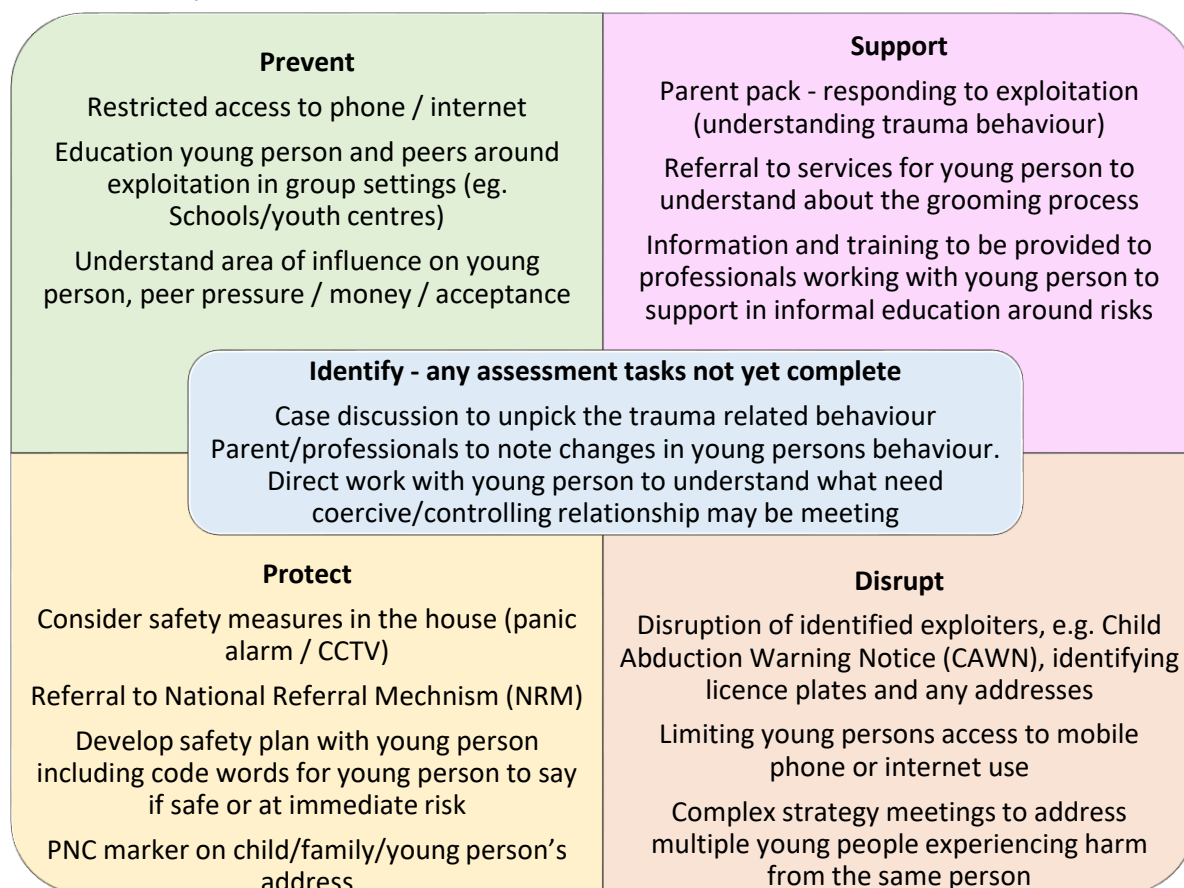 Prevent
Restricted access to phone / internet
Education young person and peers around
exploitation in group settings (eg.
Schools/youth centres)
Understand area of influence on young
person, peer pressure / money / acceptance
Support
Parent pack - responding to exploitation
(understanding trauma behaviour)
Referral to services for young person to
understand about the grooming process
Information and training to be provided to
professionals working with young person to
support in informal education around risks
Identify - any assessment tasks not yet complete
Case discussion to unpick the trauma related behaviour
Parent/professionals to note changes in young persons behaviour.
Direct work with young person to understand what need
coercive/controlling relationship may be meeting
Protect
Consider safety measures in the house (panic
alarm / CCTV)
Referral to National Referral Mechnism (NRM)
Develop safety plan with young person
including code words for young person to say
if safe or at immediate risk
PNC marker on child/family/young person's
address
Disrupt
Disruption of identified exploiters, e.g. Child
Abduction Warning Notice (CAWN), identifying
licence plates and any addresses
Limiting young persons access to mobile
phone or internet use
Complex strategy meetings to address
multiple young people experiencing harm
from the same person